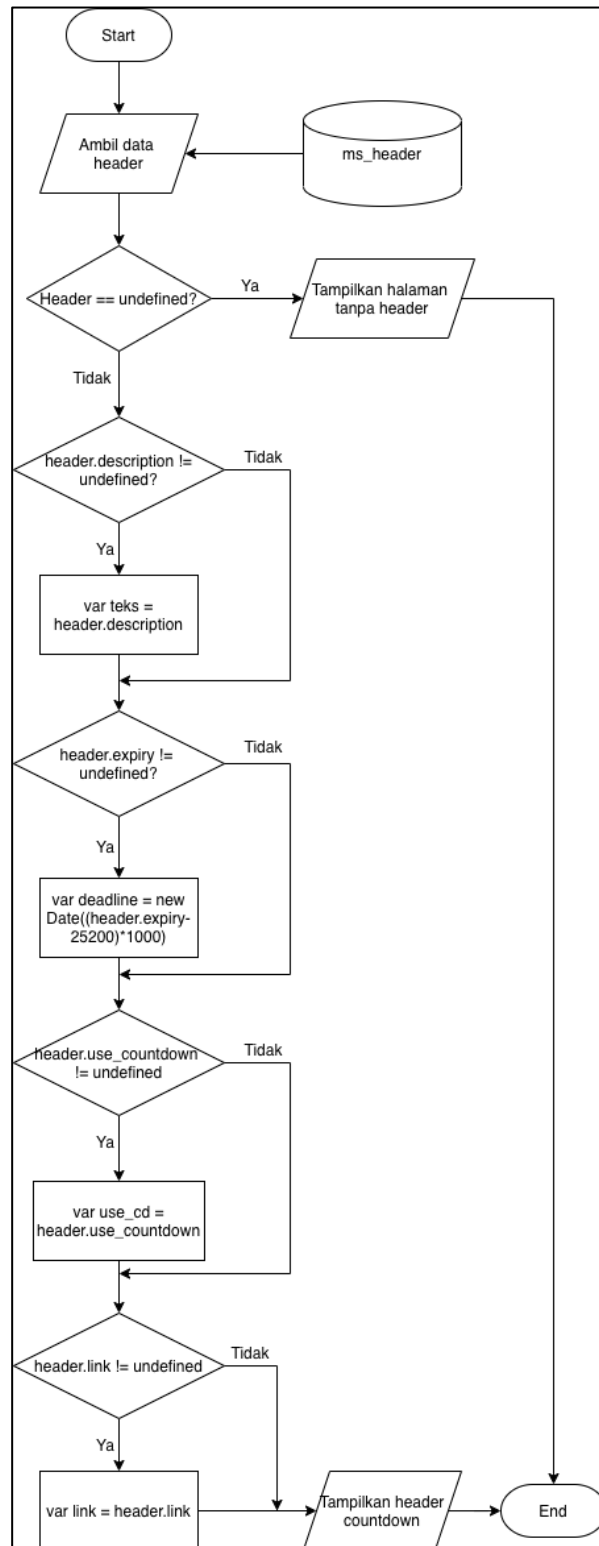 Start
Ambil data
header
ms_header
Header == undefined?
Ya
Tampilkan halaman
tanpa header
Tidak
header.description !=
undefined?
Tidak
Ya
var teks =
header.description
header.expiry !=
undefined?
Tidak
Ya
var deadline = new
Date((header.expiry-
25200)*1000)
header.use_countdown
!= undefined
Tidak
Ya
var use_cd =
header.use_countdown
header.link != undefined
Tidak
Ya
var link = header.link
Tampilkan header
countdown
End